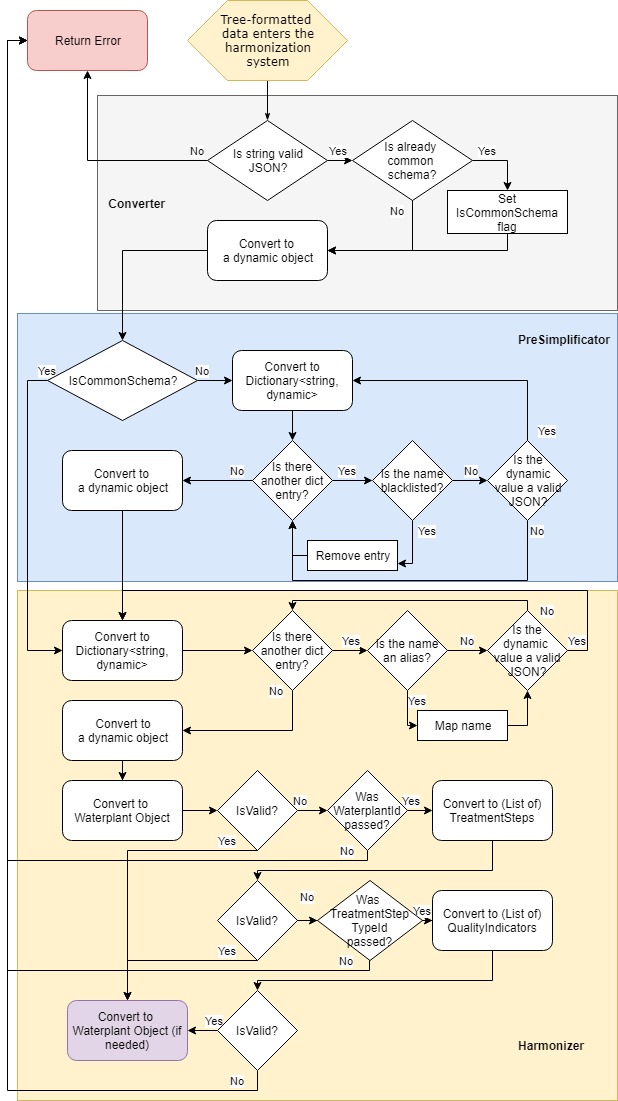 Return Error
Tree-formatted
data enters the
harmonization
system
No
Is string valid
JSON?
Yes
Is already
common
schema?
Yes
Converter
No
Set
IsCommonSchema
flag
Convert to
a dynamic object
PreSimplificator
Yes
IsCommonSchema?
No
Convert to
Dictionary<string,
dynamic>
Yes
Convert to
a dynamic object
No
Is there
another dict
entry?
Yes
Is the name
blacklisted?
No
Is the
dynamic
value a valid
JSON?
Yes
No
Remove entry
Convert to
Dictionary<string,
dynamic>
Is there
another dict
entry?
Yes
Is the name
an alias?
No
Is the
dynamic
value a valid
JSON?
No
Yes
No
Yes
Map name
Convert to
a dynamic object
Convert to
Waterplant Object
IsValid?
No
Was
WaterplantId
passed?
Yes
Convert to (List of)
TreatmentSteps
Yes
No
IsValid?
No
Was
TreatmentStep
TypeId
passed?
Yes
Convert to (List of)
QualityIndicators
Yes
No
Convert to
Waterplant Object (if
needed)
Yes
IsValid?
Harmonizer
No